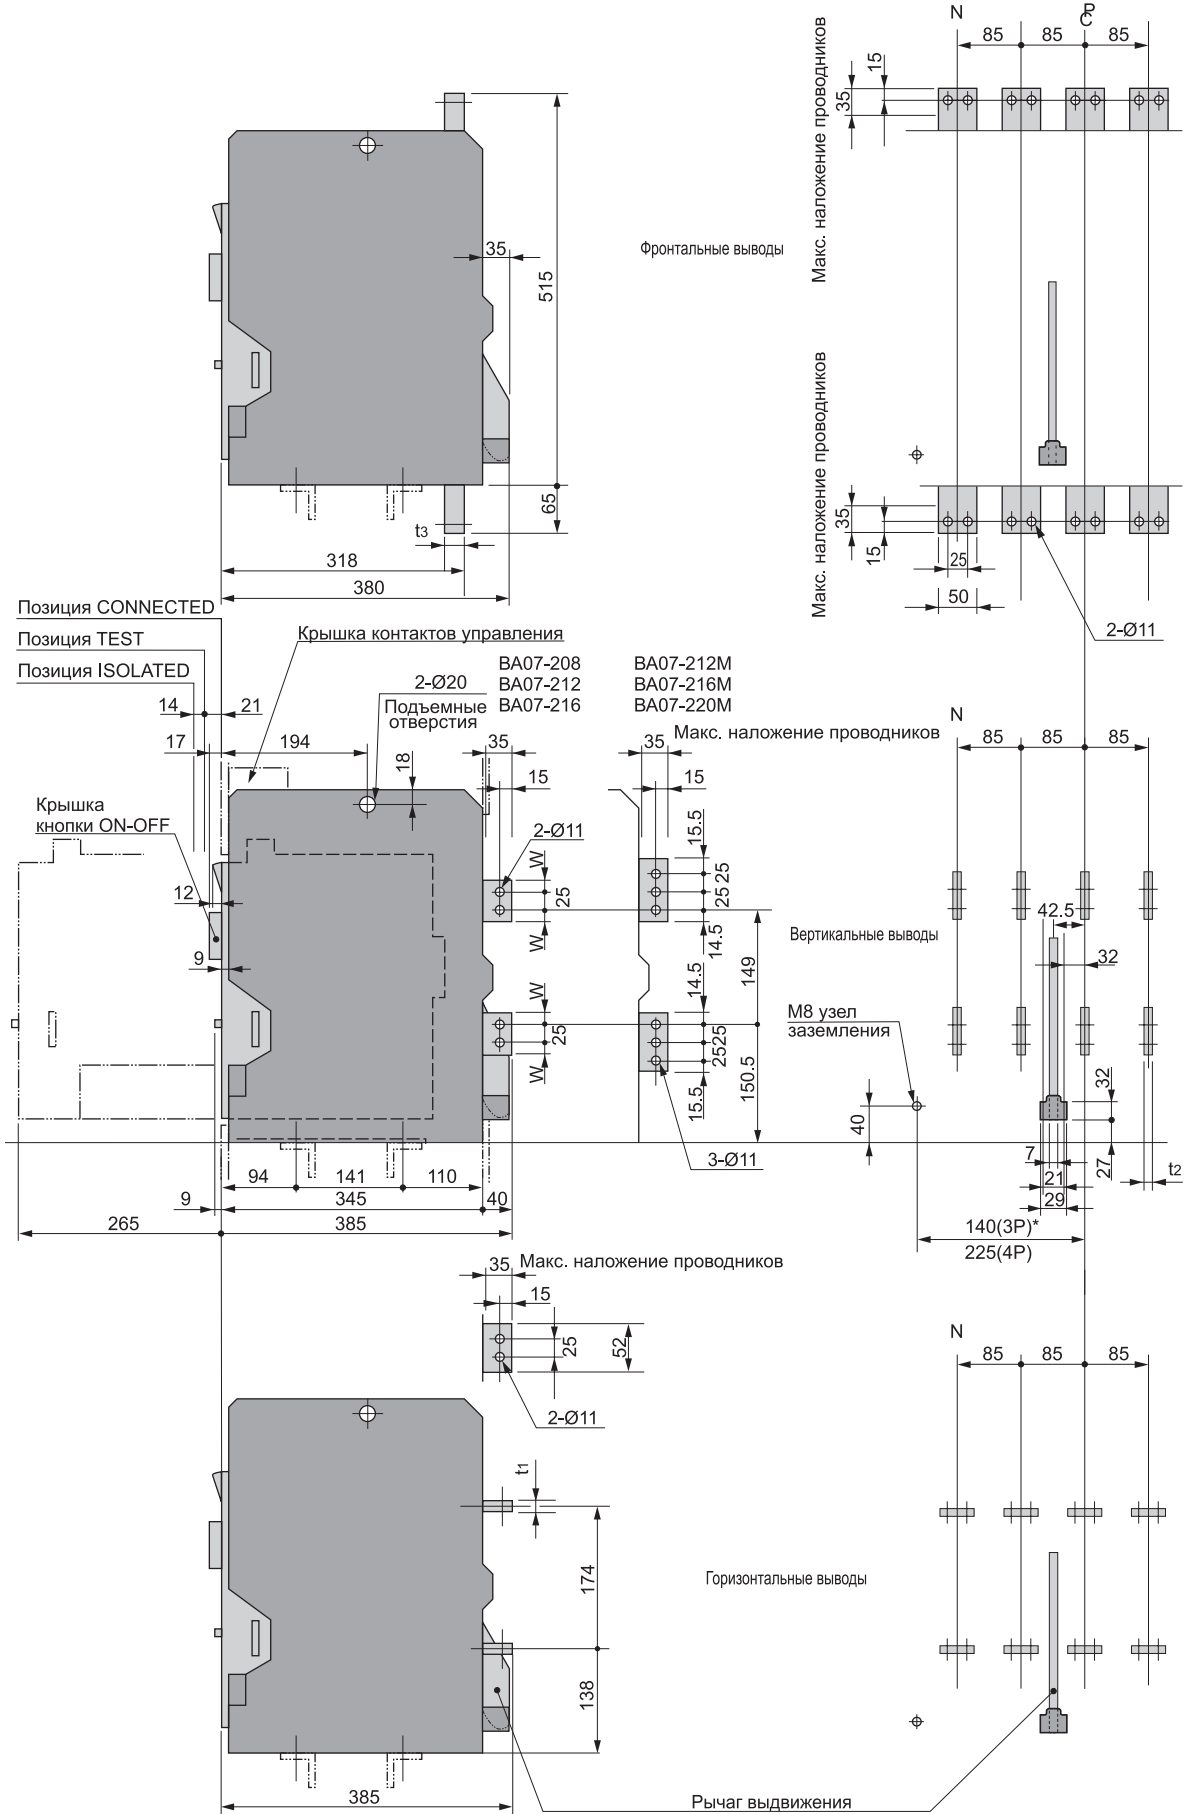 N
CP
85
85
85
15
35
Макс. наложение проводников
35
515
Фронтальные выводы
Макс. наложение проводников
65
t3
318
380
35
15
25
50
2-Ø11
Позиция CONNECTED
Позиция TEST
Позиция ISOLATED
Крышка контактов управления
2-Ø20
Подъемные
отверстия
BA07-208
BA07-212
BA07-216
BA07-212M
BA07-216M
BA07-220M
Макс. наложение проводников
14
21
17
194
18
35
15
35
15
N
85
85
85
Крышка
кнопки ON-OFF
2-Ø11
W
25
W
15.5
25
25
14.5
12
9
149
Вертикальные выводы
42.5
32
W
25
W
14.5
25
25
15.5
150.5
М8 узел
заземления
40
32
27
7
21
29
t2
3-Ø11
94
141
110
9
345
40
265
385
140(3P)*
225(4P)
Макс. наложение проводников
35
15
25
52
2-Ø11
N
85
85
85
t1
174
138
Горизонтальные выводы
385
Рычаг выдвижения